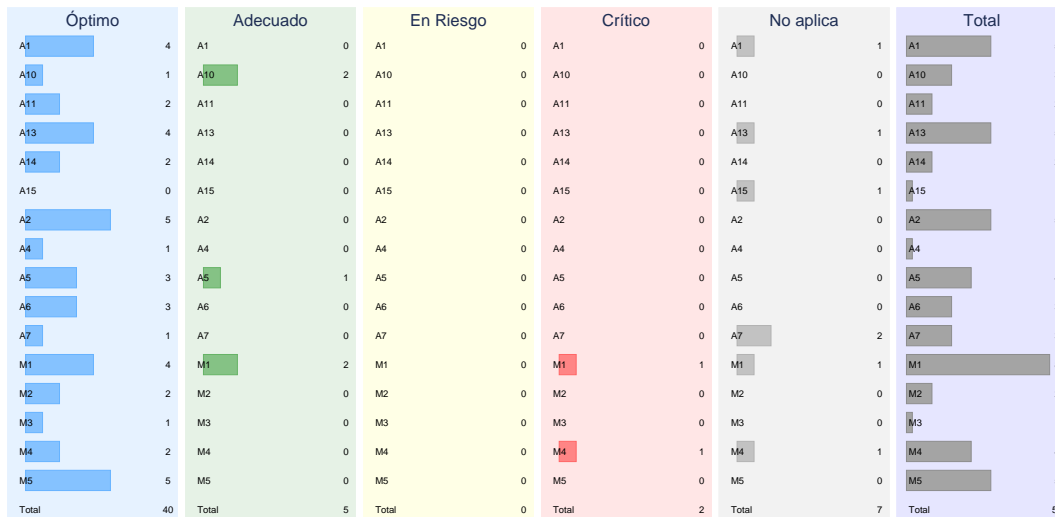 Óptimo Adecuado En Riesgo Crítico No aplica Total
A1 4 A1 0 A1 0 A1 0 A1 1 A1
A10 1 A10 2 A10 0 A10 0 A10 0 A10
A11 2 A11 0 A11 0 A11 0 A11 0 A11
A13 4 A13 0 A13 0 A13 0 A13 1 A13
A14 2 A14 0 A14 0 A14 0 A14 0 A14
A15 0 A15 0 A15 0 A15 0 A15 1 A15
A2 5 A2 0 A2 0 A2 0 A2 0 A2
A4 1 A4 0 A4 0 A4 0 A4 0 A4
A5 3 A5 1 A5 0 A5 0 A5 0 A5
A6 3 A6 0 A6 0 A6 0 A6 0 A6
A7 1 A7 0 A7 0 A7 0 A7 2 A7
M1 4 M1 2 M1 0 M1 1 M1 1 M1
M2 2 M2 0 M2 0 M2 0 M2 0 M2
M3 1 M3 0 M3 0 M3 0 M3 0 M3
M4 2 M4 0 M4 0 M4 1 M4 1 M4
M5 5 M5 0 M5 0 M5 0 M5 0 M5
Total 40 Total 5 Total 0 Total 2 Total 7 Total